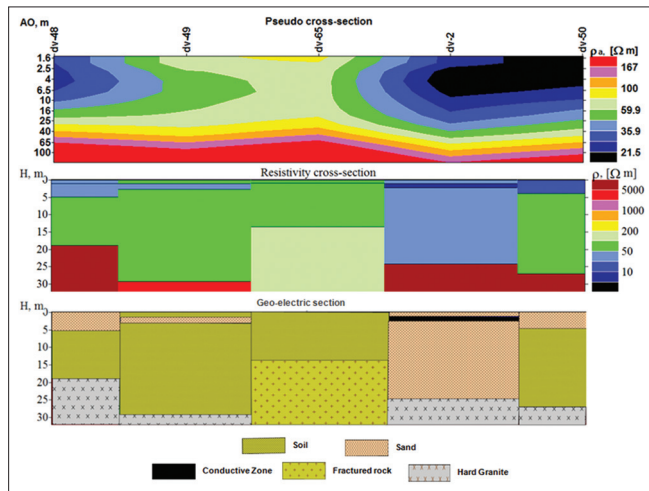 AO, m
Pseudo cross-section
dv-48
dv-49
dv-65
dv-2
dv-50
ρa, [Ω m]
1.6
2.5
4
6.5
10
16
25
40
65
100
167
100
59.9
35.9
21.5
H, m
Resistivity cross-section
ρ, [Ω m]
5
10
15
20
25
30
5000
1000
200
50
10
H, m
Geo-electric section
5
10
15
20
25
30
Soil
Sand
Conductive Zone
Fractured rock
Hard Granite